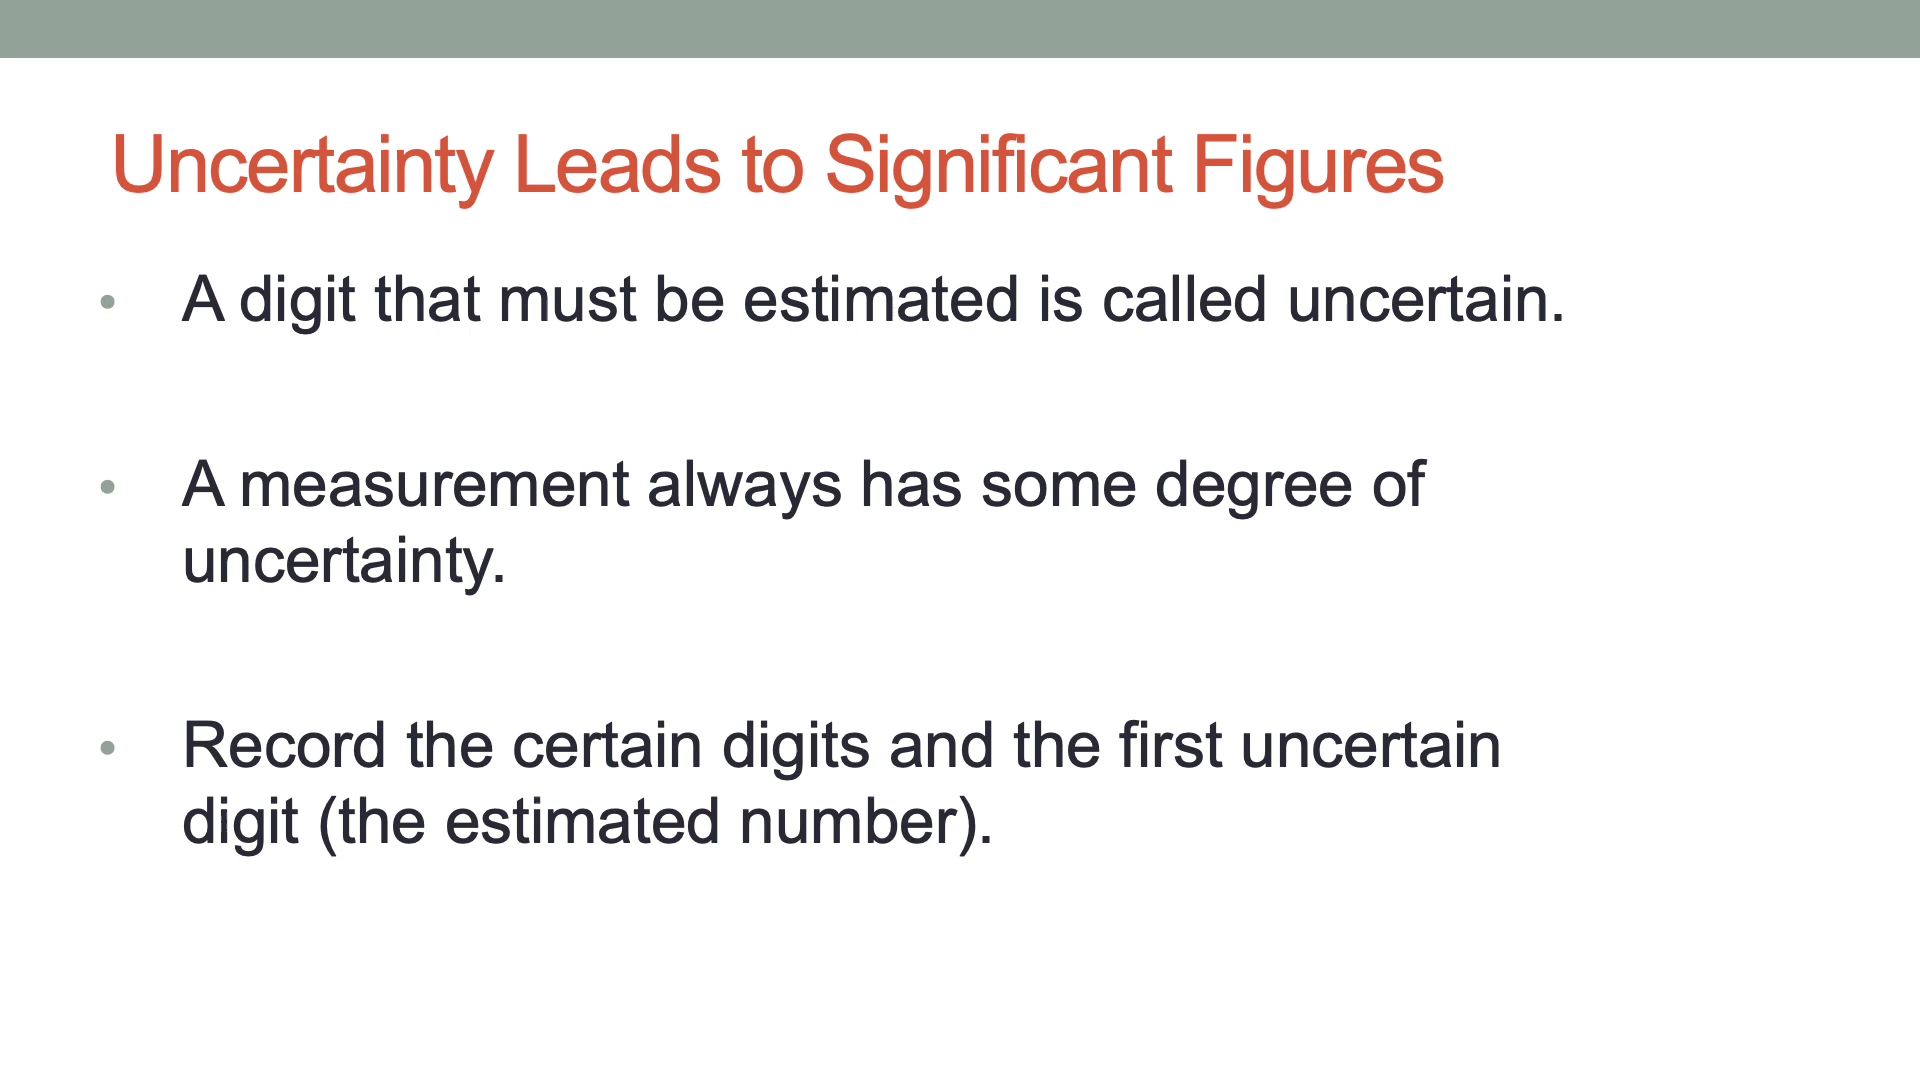 Uncertainty Leads to Significant Figures
• A digit that must be estimated is called uncertain.
• A measurement always has some degree of
uncertainty.
• Record the certain digits and the first uncertain
digit (the estimated number).